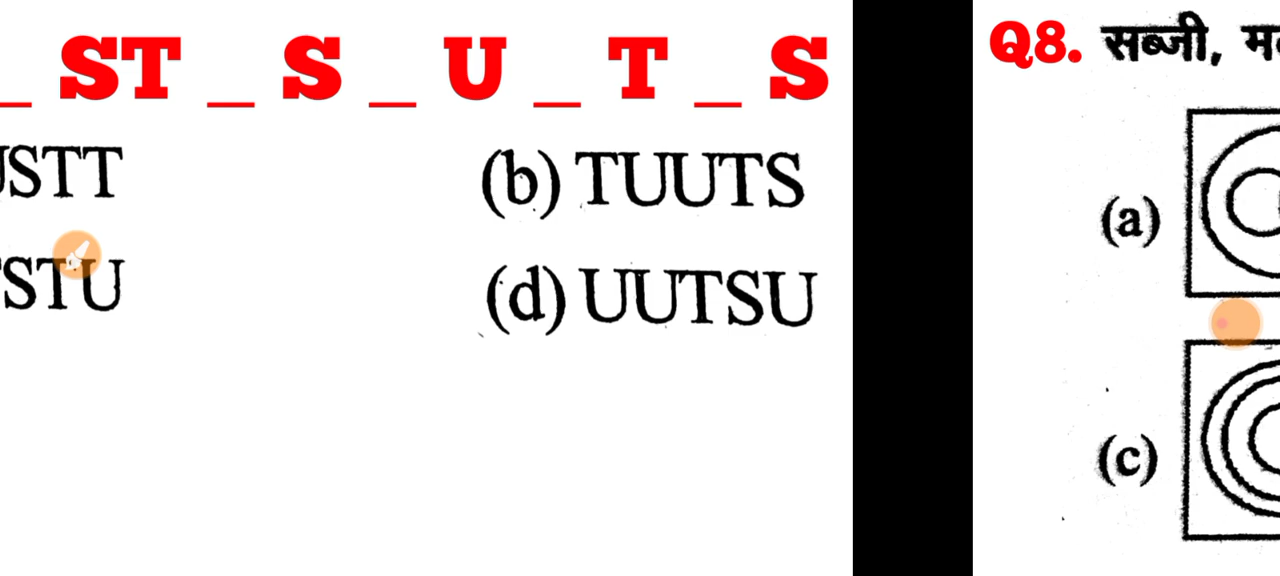 _ ST _ S _ U _ T _ S
USTT
(b) TUUTS
STU
(d) UUTSU
Q8. सब्जी,
(a)
(c)